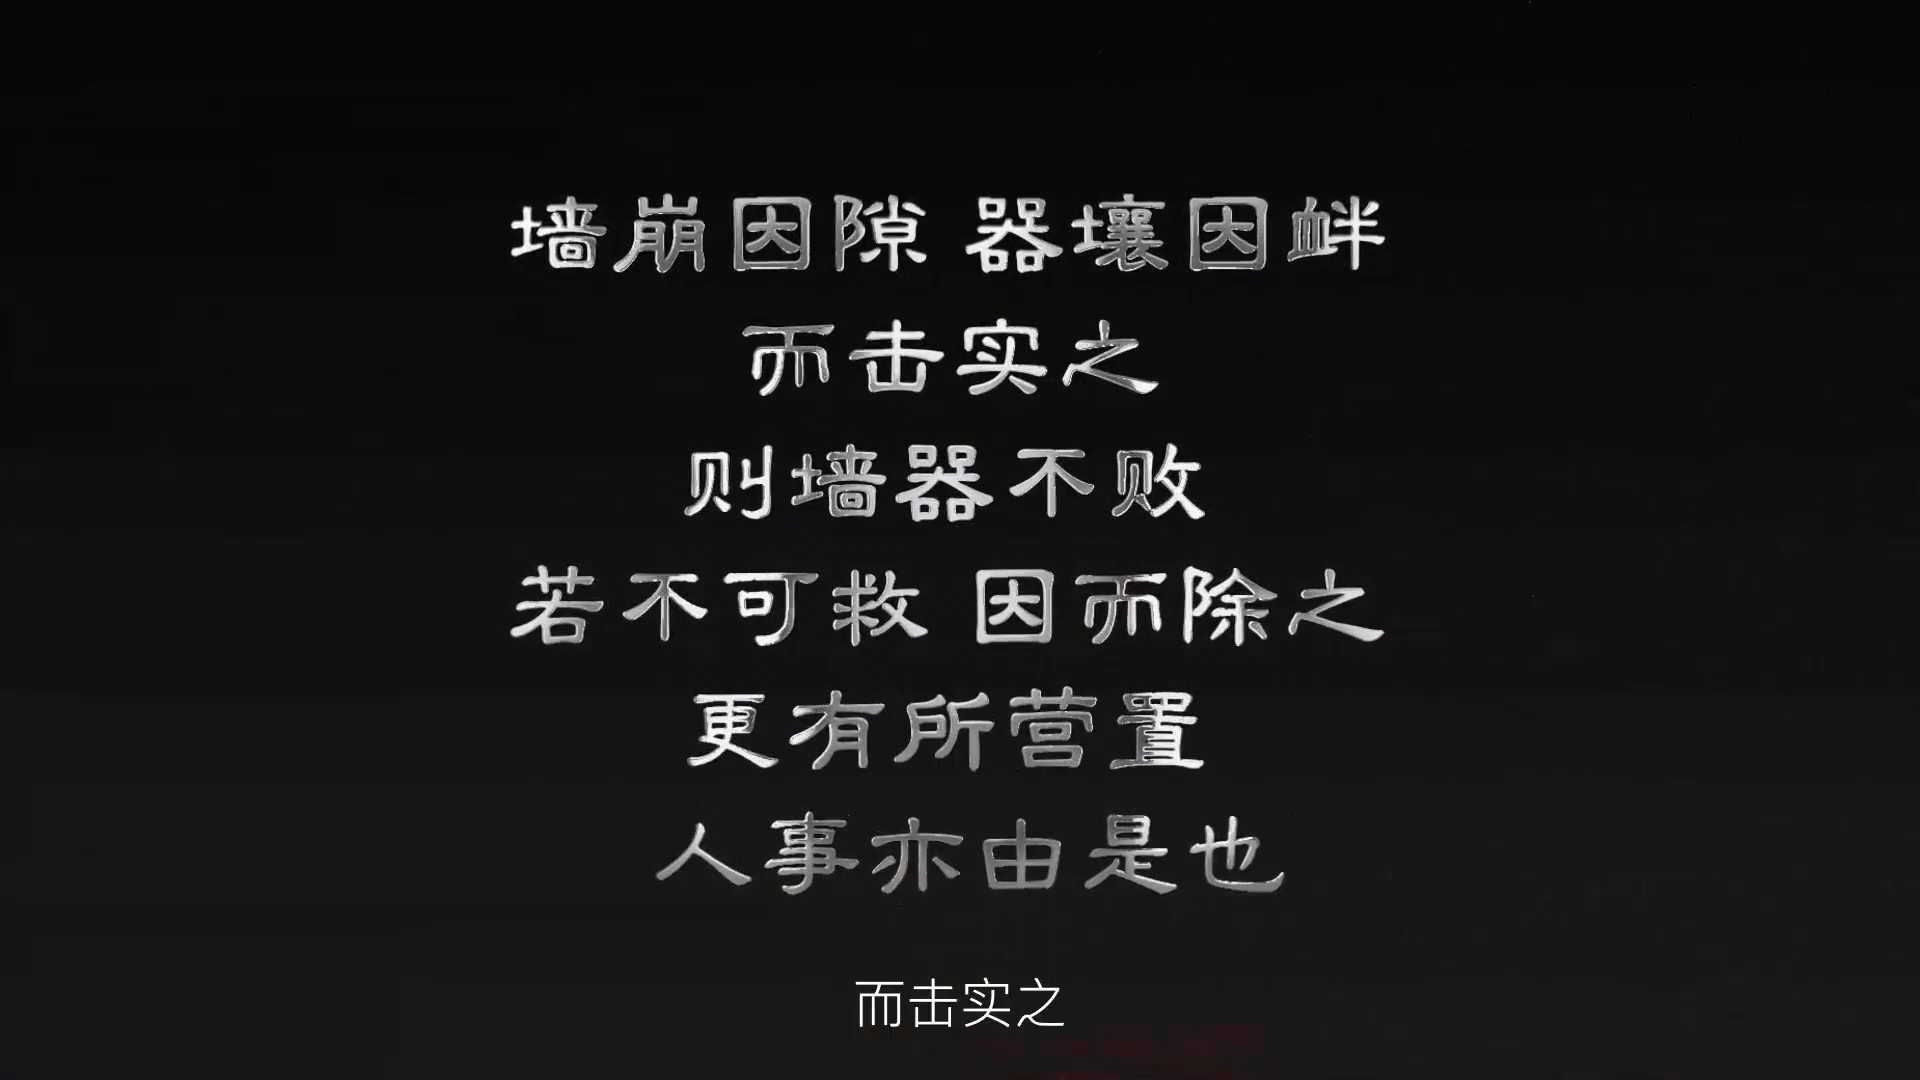 墙崩因隙 器壤因衅
而击实之
则墙器不败
若不可救 因而除之
更有所营置
人事亦由是也
而击实之